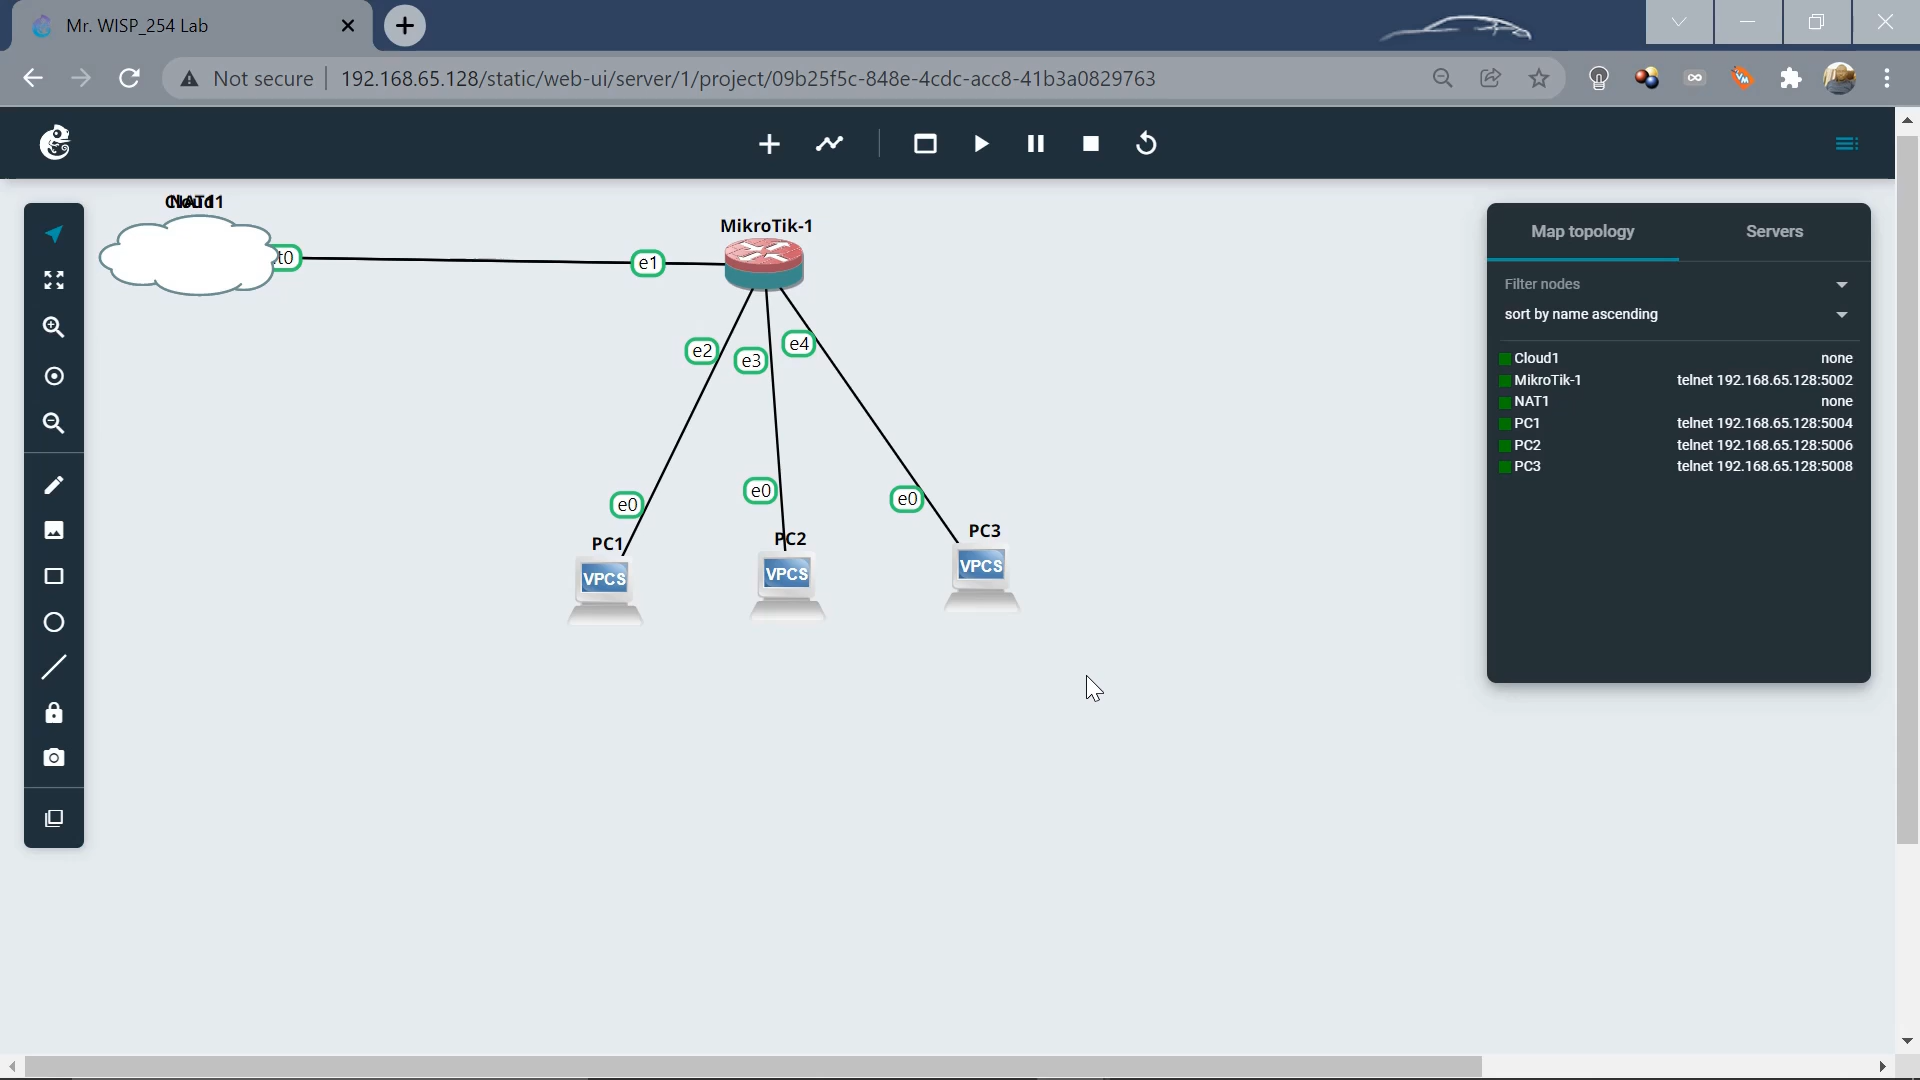 Mr. WISP_254 Lab
Not secure
192.168.65.128/static/web-ui/server/1/project/09b25f5c-848e-4cdc-acc8-41b3a0829763
MikroTik-1
t0
e1
e2
e3
e4
e0
e0
e0
PC1
PC2
PC3
VPCS
VPCS
VPCS
Map topology
Servers
Filter nodes
sort by name ascending
Cloud1 none
MikroTik-1 telnet 192.168.65.128:5002
NAT1 none
PC1 telnet 192.168.65.128:5004
PC2 telnet 192.168.65.128:5006
PC3 telnet 192.168.65.128:5008